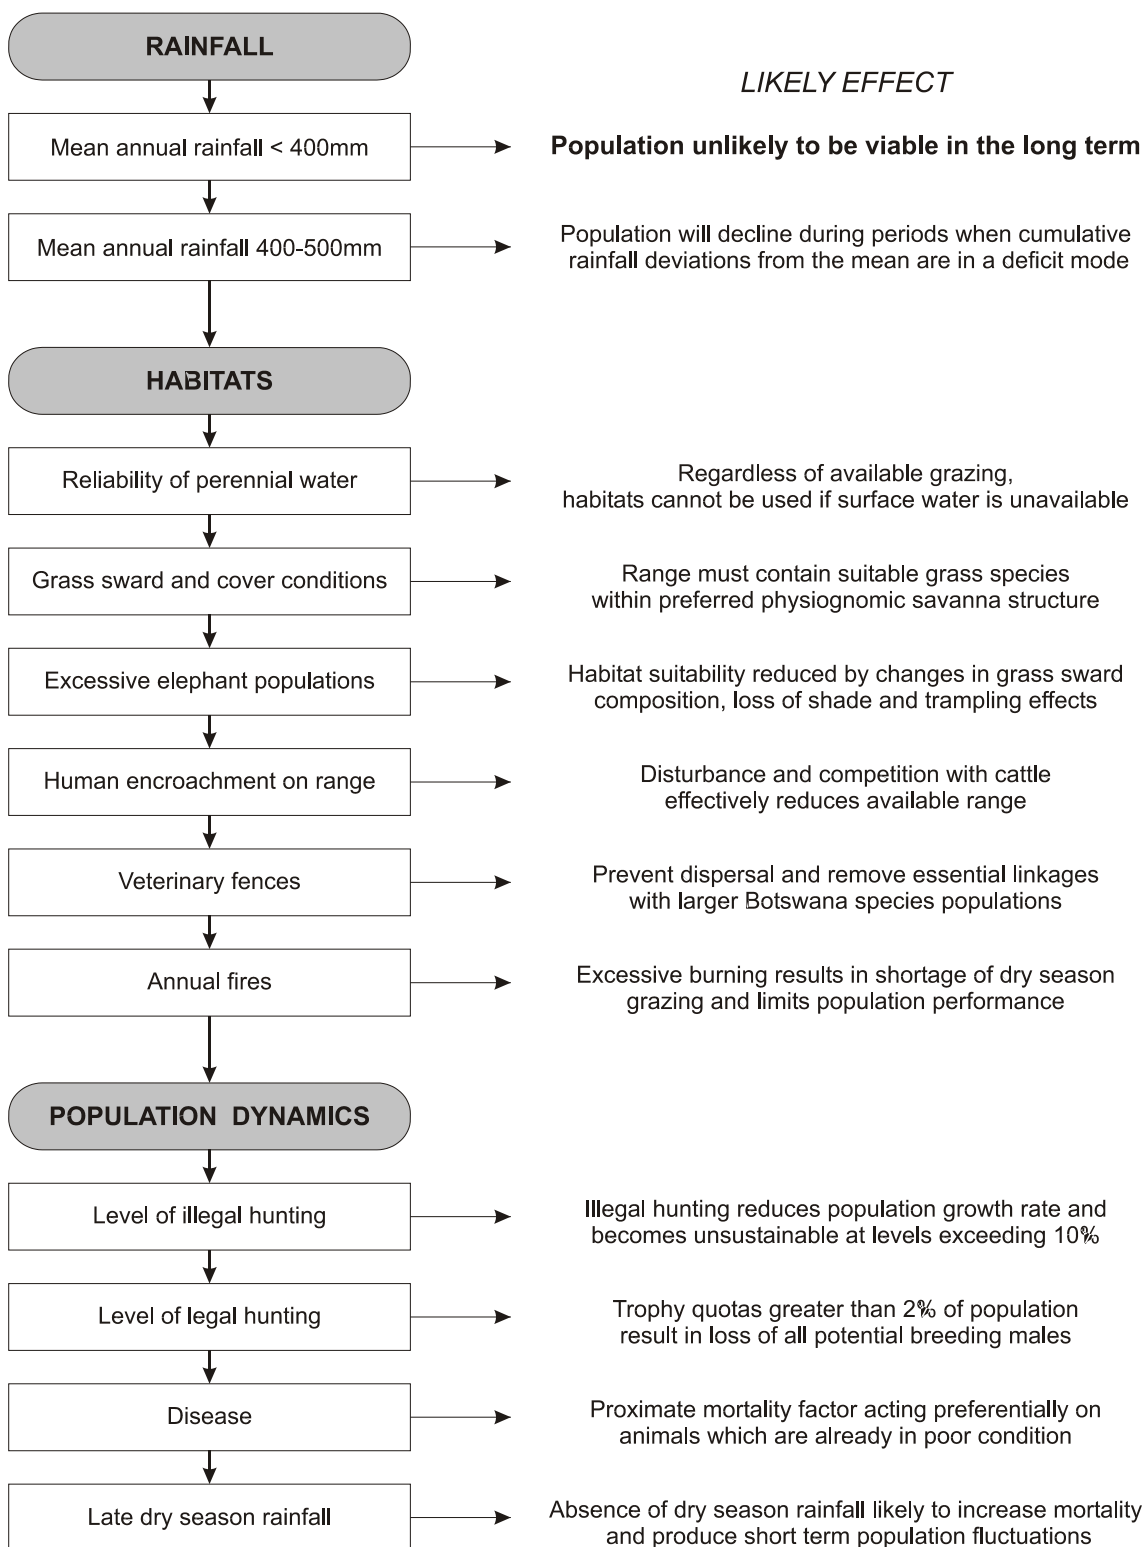 RAINFALL
LIKELY EFFECT
Mean annual rainfall < 400mm
Population unlikely to be viable in the long term
Mean annual rainfall 400-500mm
Population will decline during periods when cumulative
rainfall deviations from the mean are in a deficit mode
HABITATS
Reliability of perennial water
Regardless of available grazing,
habitats cannot be used if surface water is unavailable
Grass sward and cover conditions
Range must contain suitable grass species
within preferred physiognomic savanna structure
Excessive elephant populations
Habitat suitability reduced by changes in grass sward
composition, loss of shade and trampling effects
Human encroachment on range
Disturbance and competition with cattle
effectively reduces available range
Veterinary fences
Prevent dispersal and remove essential linkages
with larger Botswana species populations
Annual fires
Excessive burning results in shortage of dry season
grazing and limits population performance
POPULATION DYNAMICS
Level of illegal hunting
Illegal hunting reduces population growth rate and
becomes unsustainable at levels exceeding 10%
Level of legal hunting
Trophy quotas greater than 2% of population
result in loss of all potential breeding males
Disease
Proximate mortality factor acting preferentially on
animals which are already in poor condition
Late dry season rainfall
Absence of dry season rainfall likely to increase mortality
and produce short term population fluctuations